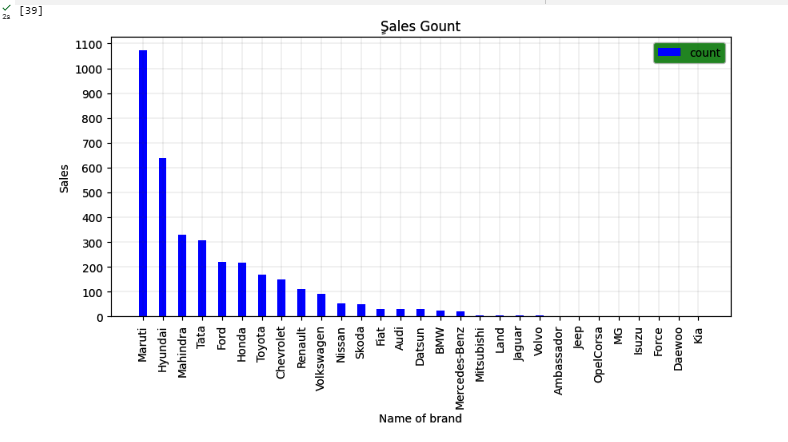 2s
[39]
Sales Gount
1100
1000
900
800
700
600
500
400
300
200
100
0
Sales
count
Maruti
Hyundai
Mahindra
Tata
Ford
Honda
Toyota
Chevrolet
Renault
Volkswagen
Nissan
Skoda
Fiat
Audi
Datsun
BMW
Mercedes-Benz
Mitsubishi
Land
Jaguar
Volvo
Ambassador
Jeep
OpelCorsa
MG
Isuzu
Force
Daewoo
Kia
Name of brand